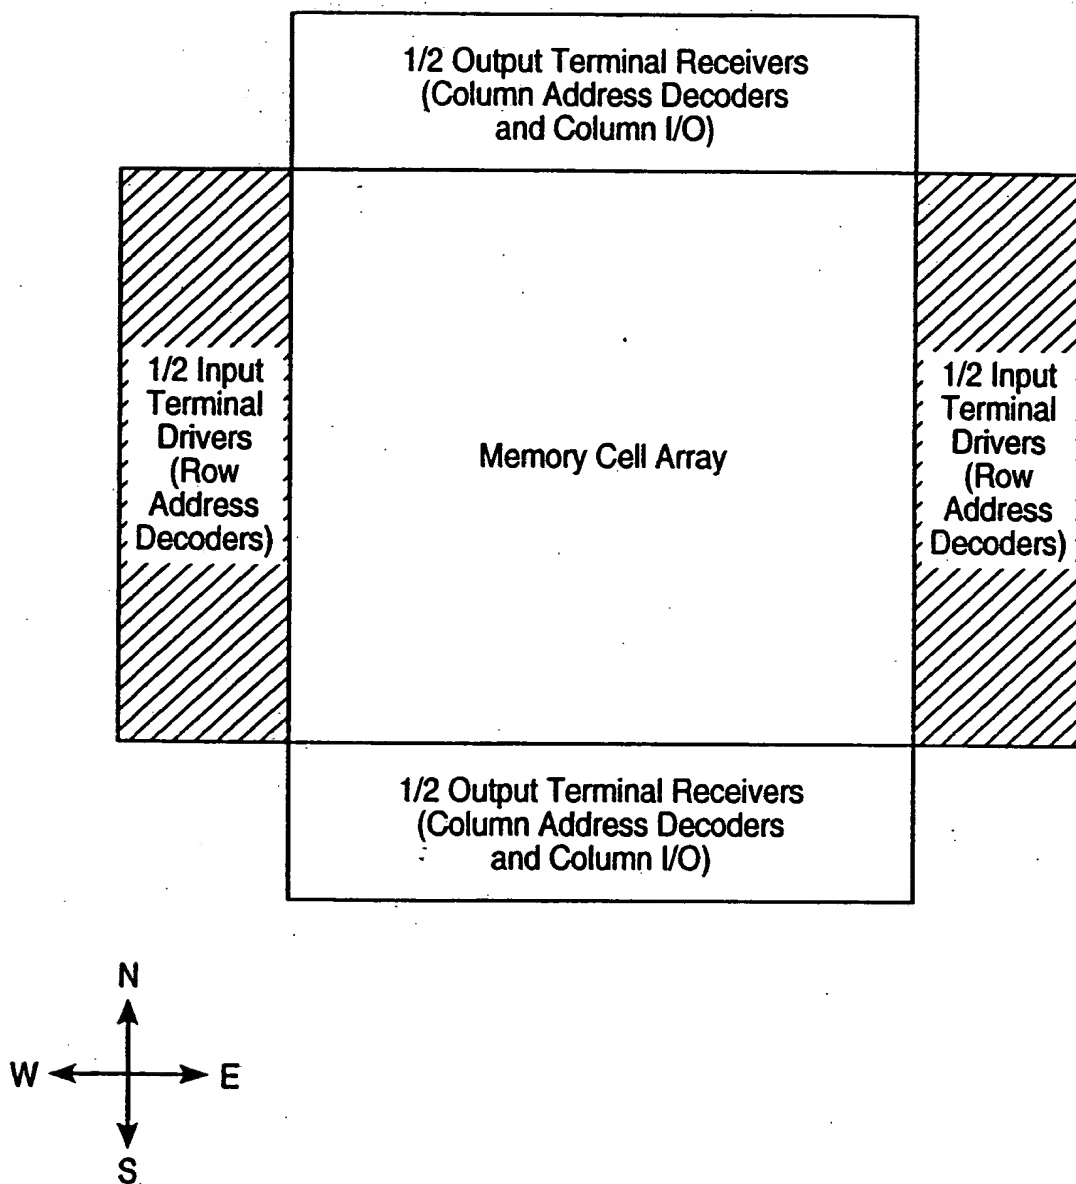 1/2 Output Terminal Receivers
(Column Address Decoders
and Column I/O)
1/2 Input
Terminal
Drivers
(Row
Address
Decoders)
Memory Cell Array
1/2 Input
Terminal
Drivers
(Row
Address
Decoders)
1/2 Output Terminal Receivers
(Column Address Decoders
and Column I/O)
N
W
E
S